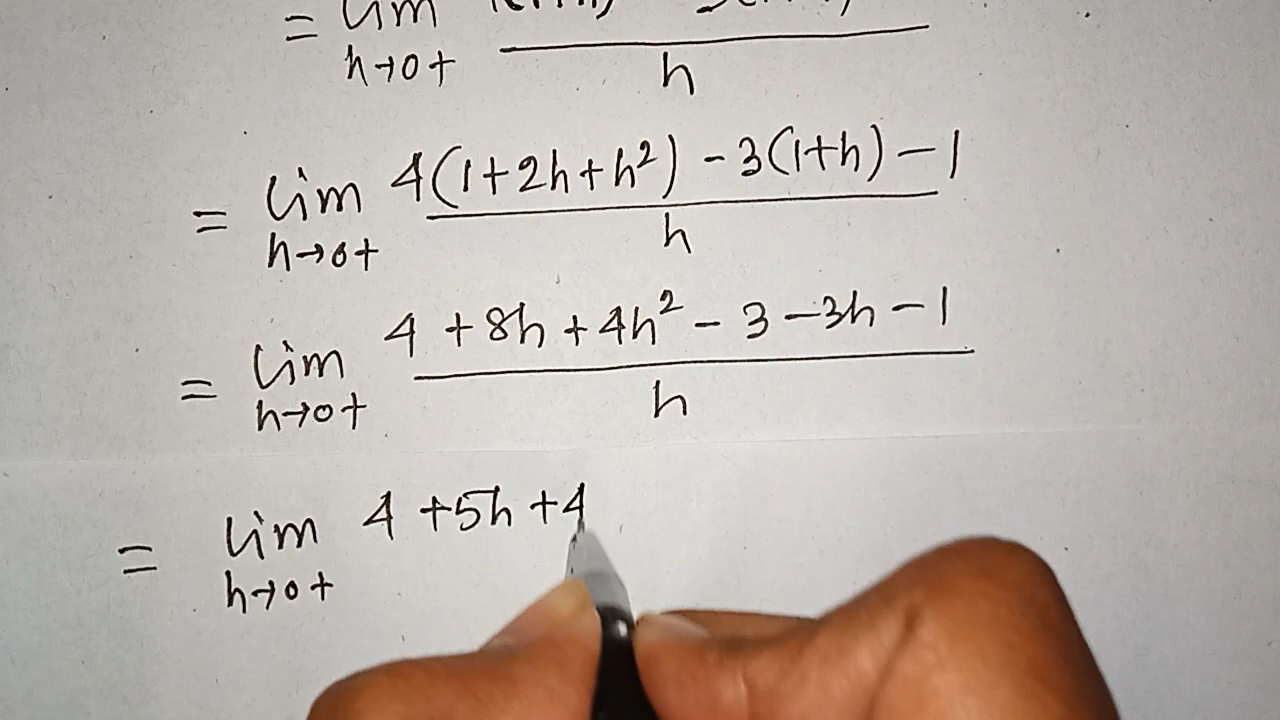 = lim
h→0+ h
= lim 4(1+2h+h²) -3(1+h) -1
h→0+ h
= lim 4 +8h +4h² - 3 -3h -1
h→0+ h
= lim 4 +5h +4
h→0+